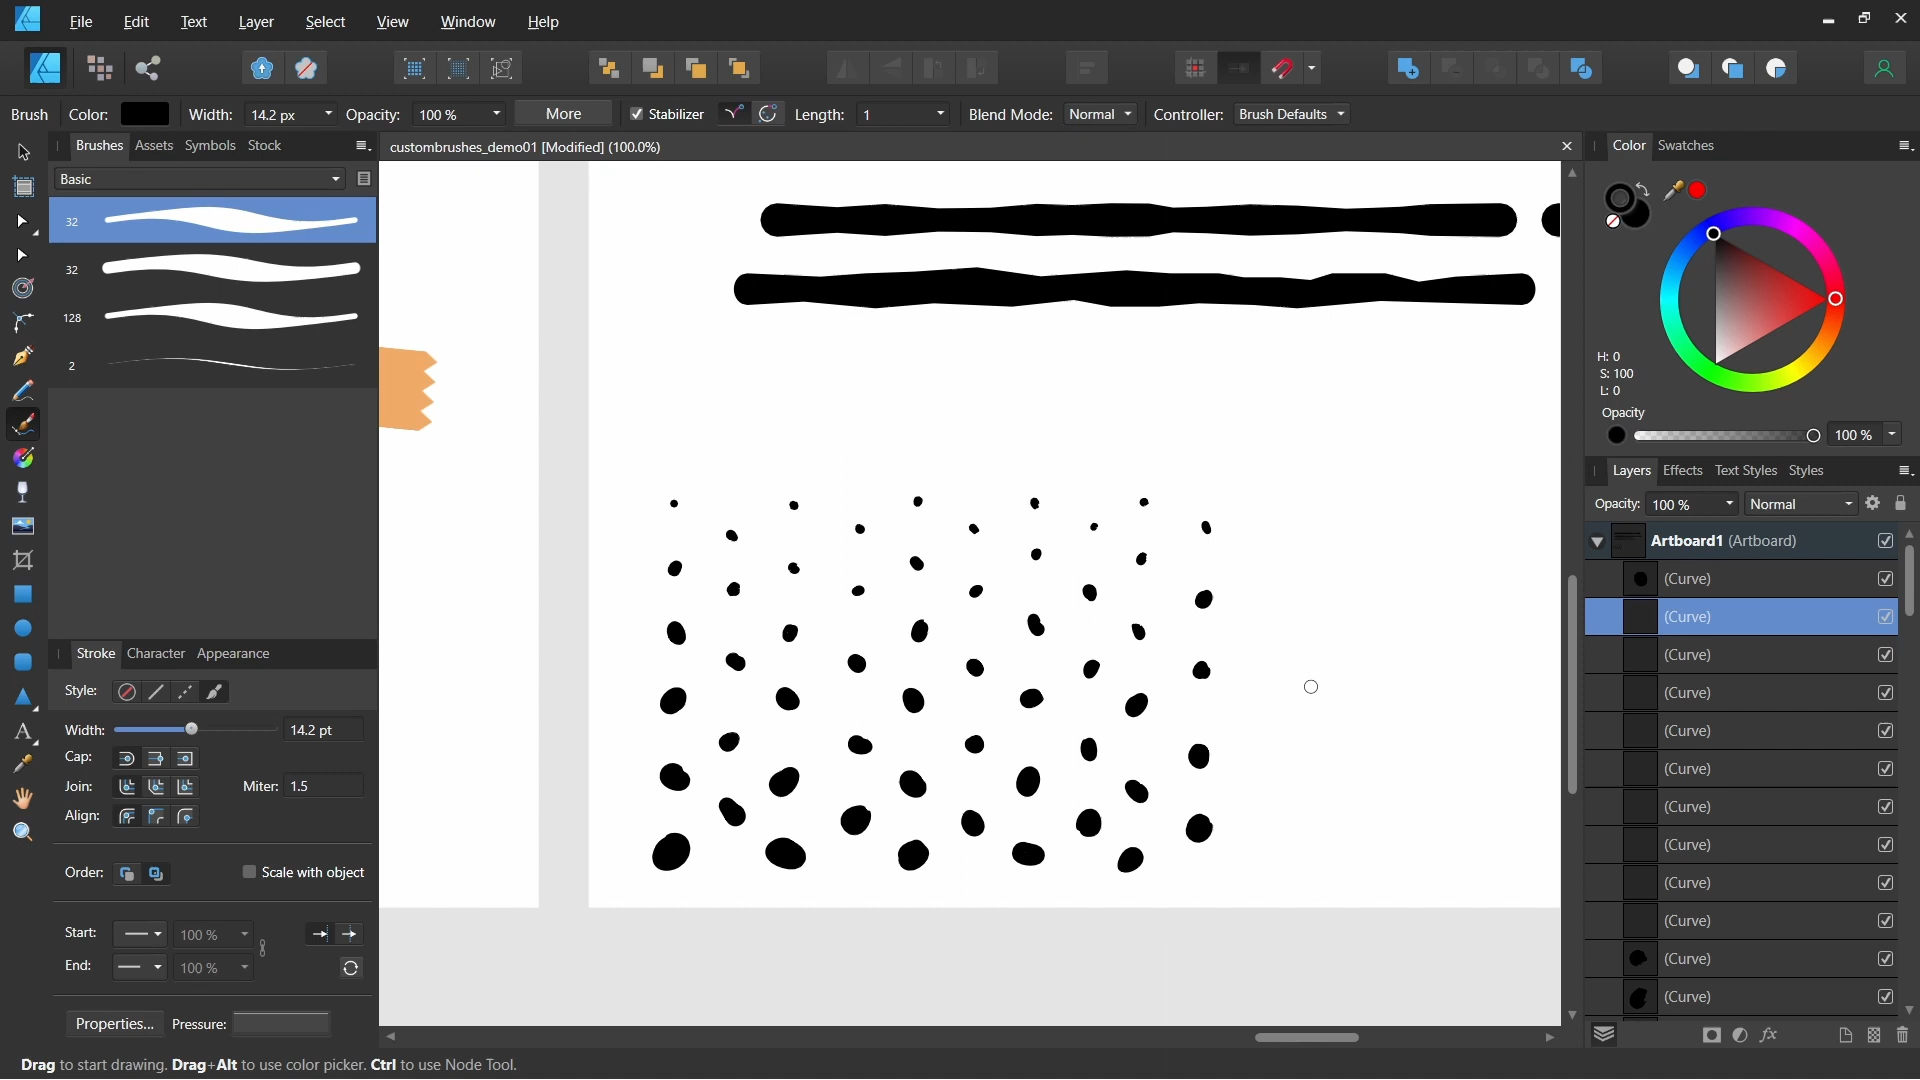 File Edit Text Layer Select View Window Help
Brush Color: Width: 14.2 px Opacity: 100 % More Stabilizer Length: 1 Blend Mode: Normal Controller: Brush Defaults
Brushes Assets Symbols Stock
custombrushes_demo01 [Modified] (100.0%)
Color Swatches
Basic
32
32
128
2
H: 0
S: 100
L: 0
Opacity
100 %
Layers Effects Text Styles Styles
Opacity: 100 % Normal
Artboard1 (Artboard)
(Curve)
(Curve)
(Curve)
(Curve)
(Curve)
(Curve)
(Curve)
(Curve)
(Curve)
(Curve)
(Curve)
(Curve)
Stroke Character Appearance
Style:
Width: 14.2 pt
Cap:
Join: Miter: 1.5
Align:
Order: Scale with object
Start: 100 %
End: 100 %
Properties... Pressure:
Drag to start drawing. Drag+Alt to use color picker. Ctrl to use Node Tool.